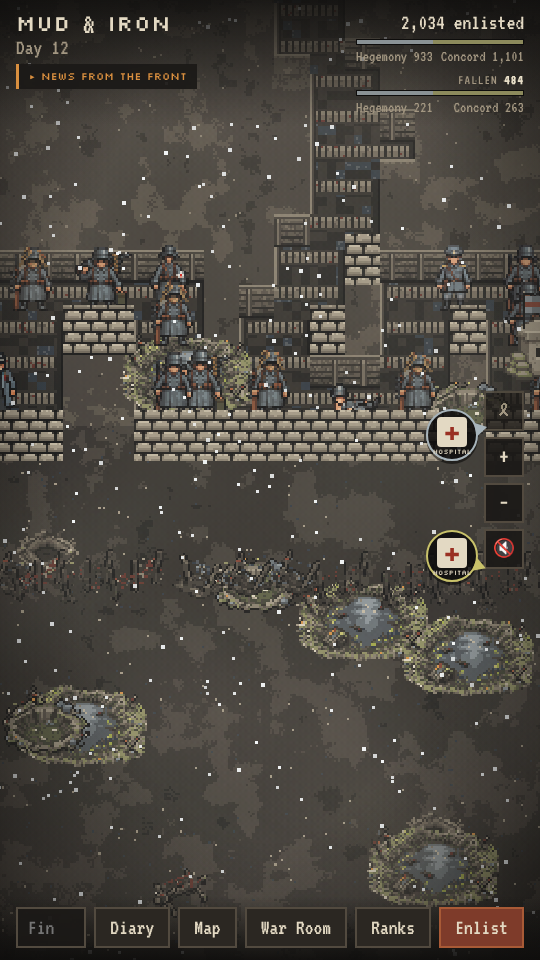 MUD & IRON
Day 12
▸ NEWS FROM THE FRONT
2,034 enlisted
Hegemony 933 Concord 1,101
FALLEN 484
Hegemony 221 Concord 263
HOSPITAL
+
-
HOSPITAL
Fin
Diary
Map
War Room
Ranks
Enlist